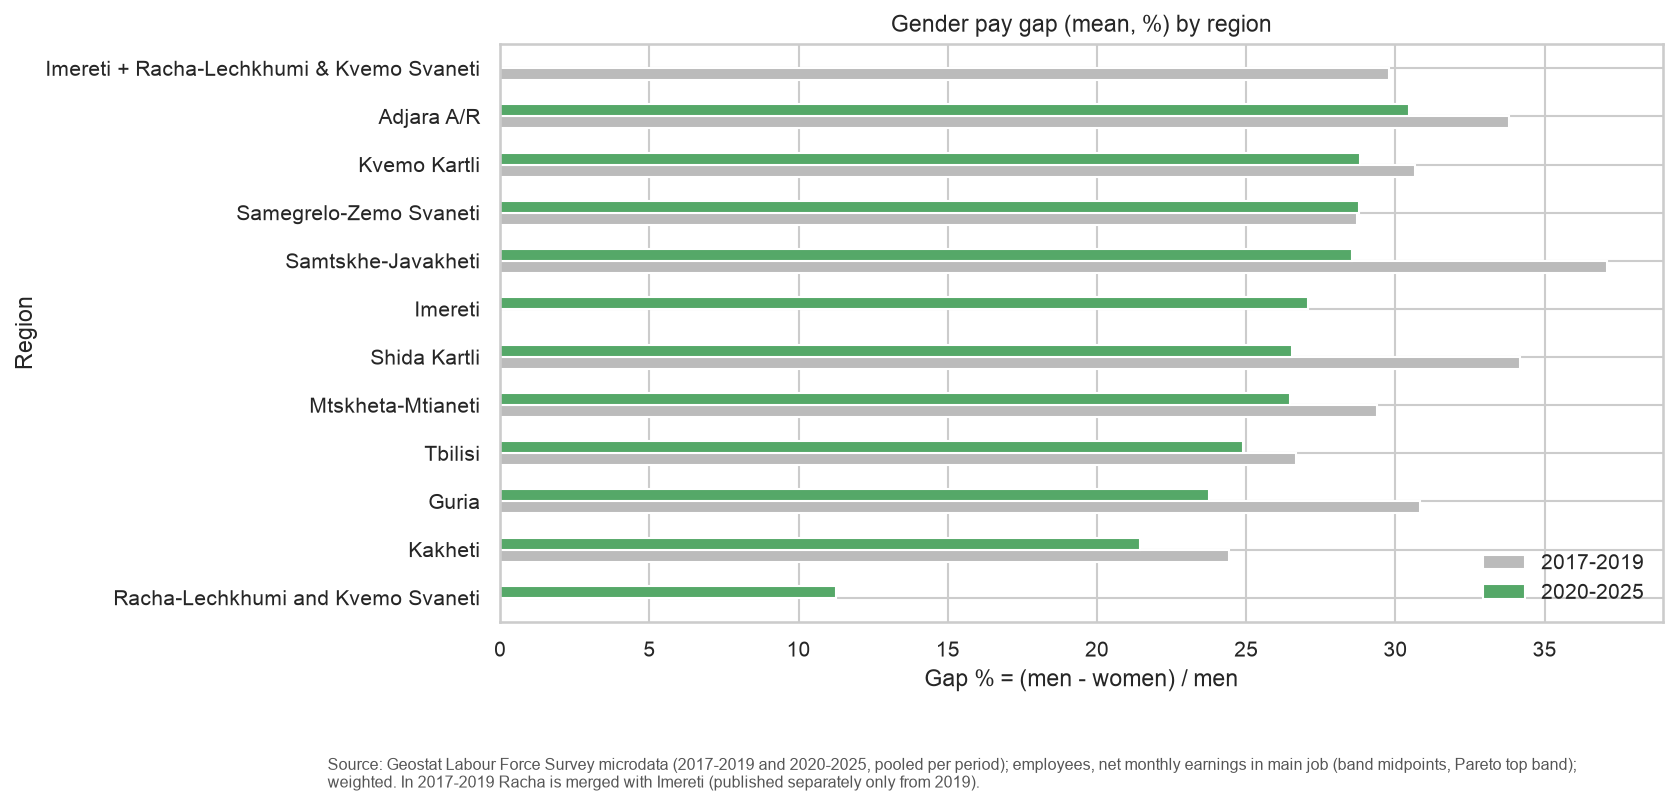 Gender pay gap (mean, %) by region
Imereti + Racha-Lechkhumi & Kvemo Svaneti
Adjara A/R
Kvemo Kartli
Samegrelo-Zemo Svaneti
Samtskhe-Javakheti
Imereti
Shida Kartli
Mtskheta-Mtianeti
Tbilisi
Guria
Kakheti
Racha-Lechkhumi and Kvemo Svaneti
Region
2017-2019
2020-2025
0 5 10 15 20 25 30 35
Gap % = (men - women) / men
Source: Geostat Labour Force Survey microdata (2017-2019 and 2020-2025, pooled per period); employees, net monthly earnings in main job (band midpoints, Pareto top band);
weighted. In 2017-2019 Racha is merged with Imereti (published separately only from 2019).